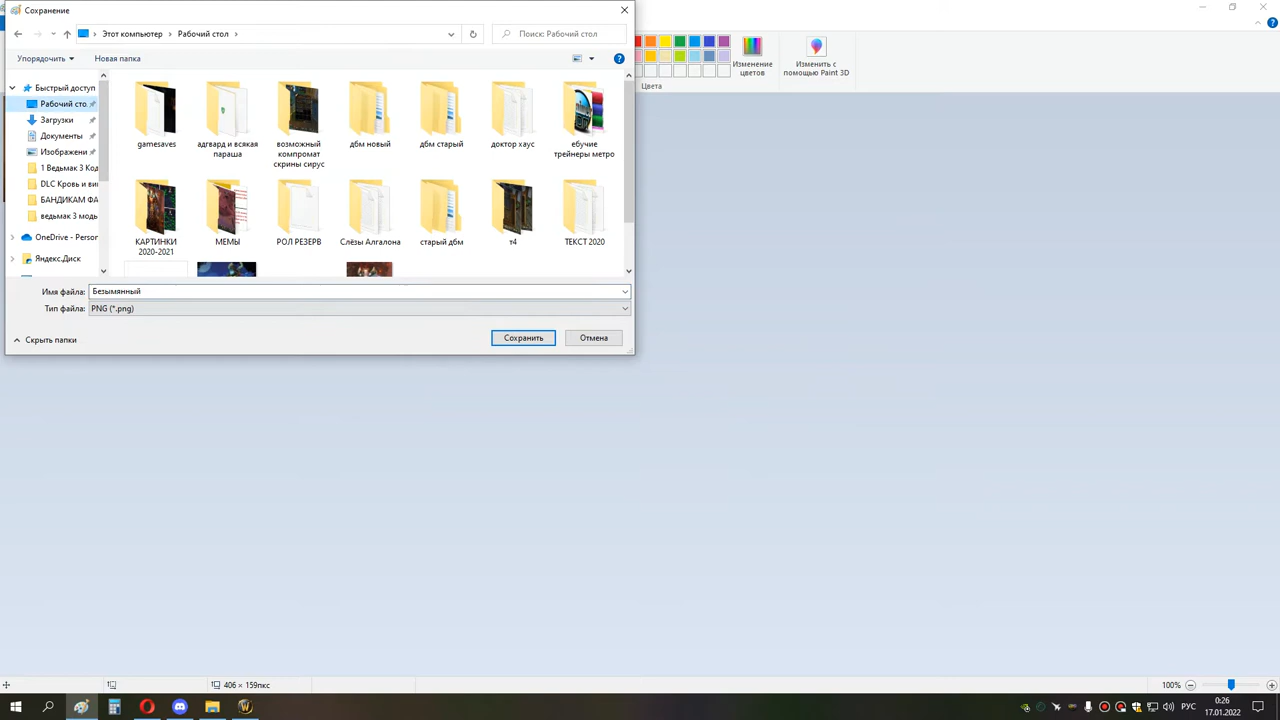 Сохранение
Этот компьютер
Рабочий стол
Поиск: Рабочий стол
Упорядочить
Новая папка
Изменение цветов
Изменить с помощью Paint 3D
Цвета
Быстрый доступ
Рабочий сто.
Загрузки
Документы
Изображени
1 Ведьмак 3 Код
DLC Кровь и ви
БАНДИКАМ ФА
ведьмак 3 моды
OneDrive - Person
Яндекс.Диск
gamesaves
адгвард и всякая параша
возможный компромат скрины сирус
дбм новый
дбм старый
доктор хаус
ебучие трейнеры метро
КАРТИНКИ 2020-2021
МЕМЫ
РОЛ РЕЗЕРВ
Слёзы Алгалона
старый дбм
т4
ТЕКСТ 2020
Имя файла:
Безымянный
Тип файла:
PNG (*.png)
Скрыть папки
Сохранить
Отмена
406 × 159пкс
100%
РУС
0:26
17.01.2022